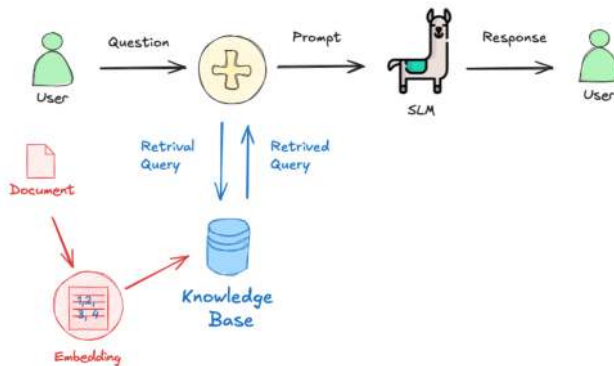 Question
Prompt
Response
User
SLM
User
Retrival
Query
Retrived
Query
Document
1,2,
3, 4
Knowledge
Base
Embedding